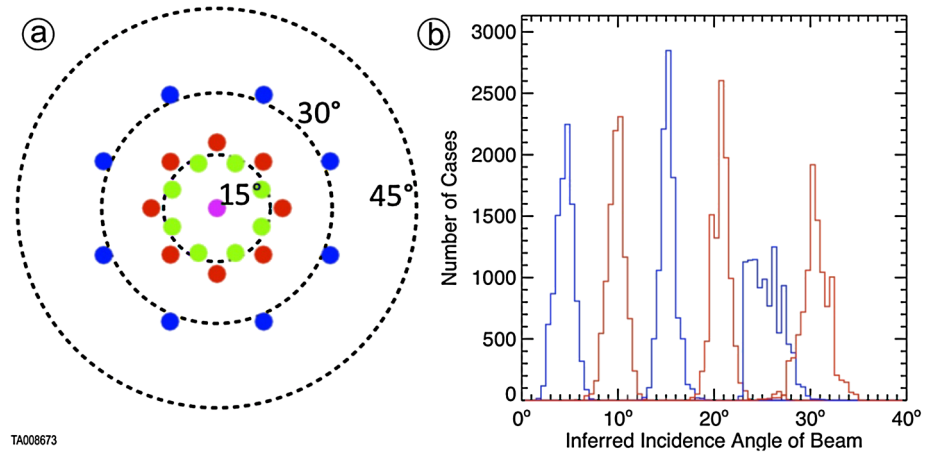 a
15°
30°
45°
TA008673
b
Number of Cases
3000
2500
2000
1500
1000
500
0
0° 10° 20° 30° 40°
Inferred Incidence Angle of Beam